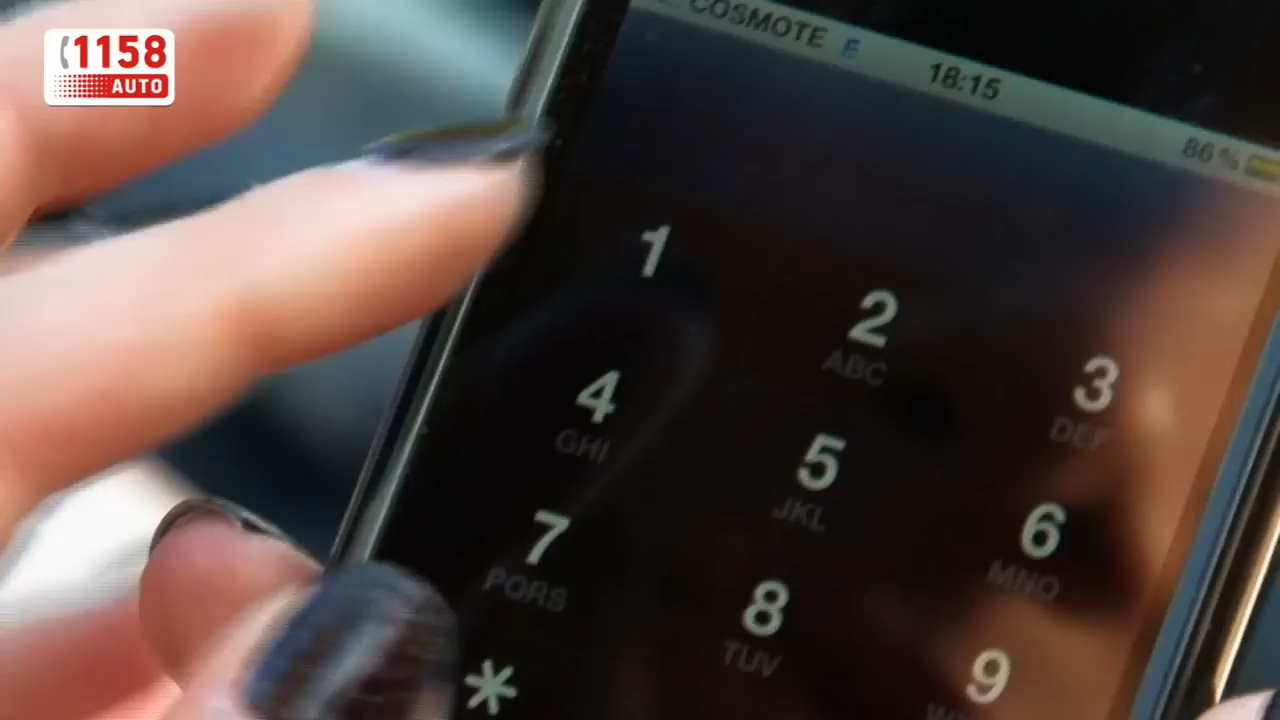 1158
AUTO
COSMOTE E 18:15 86%
1
2
ABC
3
DEF
4
GHI
5
JKL
6
MNO
7
PQRS
8
TUV
9
*